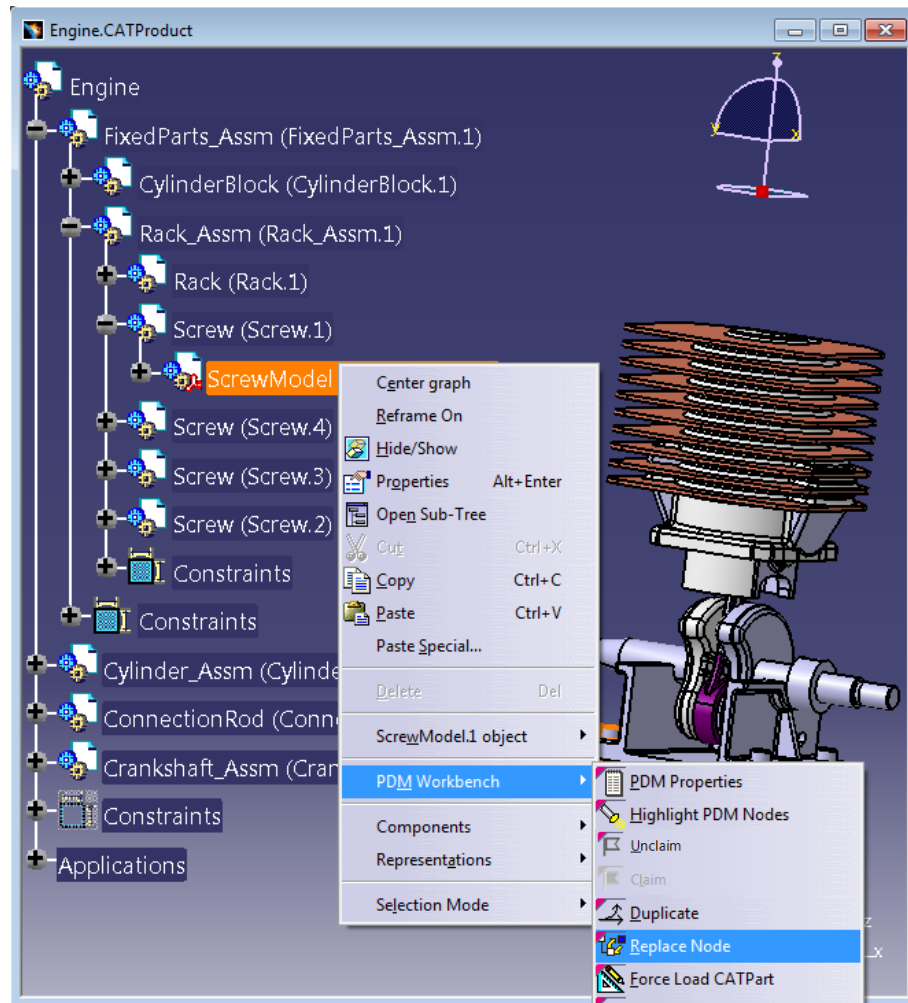 Engine.CATProduct
Engine
FixedParts_Assm (FixedParts_Assm.1)
CylinderBlock (CylinderBlock.1)
Rack_Assm (Rack_Assm.1)
Rack (Rack.1)
Screw (Screw.1)
ScrewModel
Screw (Screw.4)
Screw (Screw.3)
Screw (Screw.2)
Constraints
Constraints
Cylinder_Assm (Cylinde
ConnectionRod (Conn
Crankshaft_Assm (Cran
Constraints
Applications
Center graph
Reframe On
Hide/Show
Properties Alt+Enter
Open Sub-Tree
Cut Ctrl+X
Copy Ctrl+C
Paste Ctrl+V
Paste Special...
Delete Del
ScrewModel.1 object
PDM Workbench
Components
Representations
Selection Mode
PDM Properties
Highlight PDM Nodes
Unclaim
Claim
Duplicate
Replace Node
Force Load CATPart
z
y
x
z
x